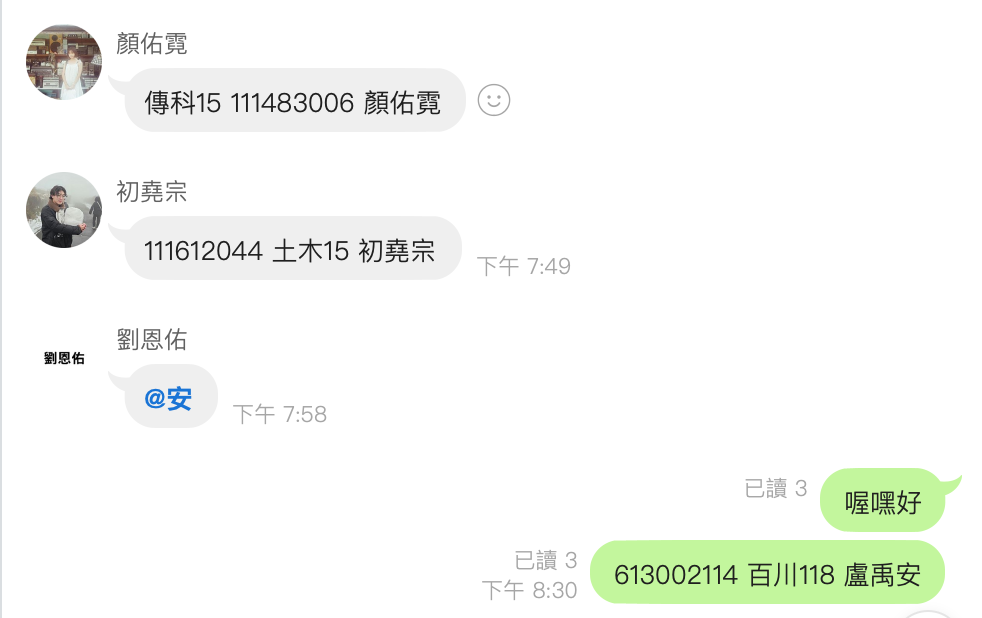 顏佑霓
傳科15 111483006 顏佑霓
初堯宗
111612044 土木15 初堯宗
下午 7:49
劉恩佑
劉恩佑
@安
下午 7:58
已讀 3
喔嘿好
已讀 3
下午 8:30
613002114 百川118 盧禹安